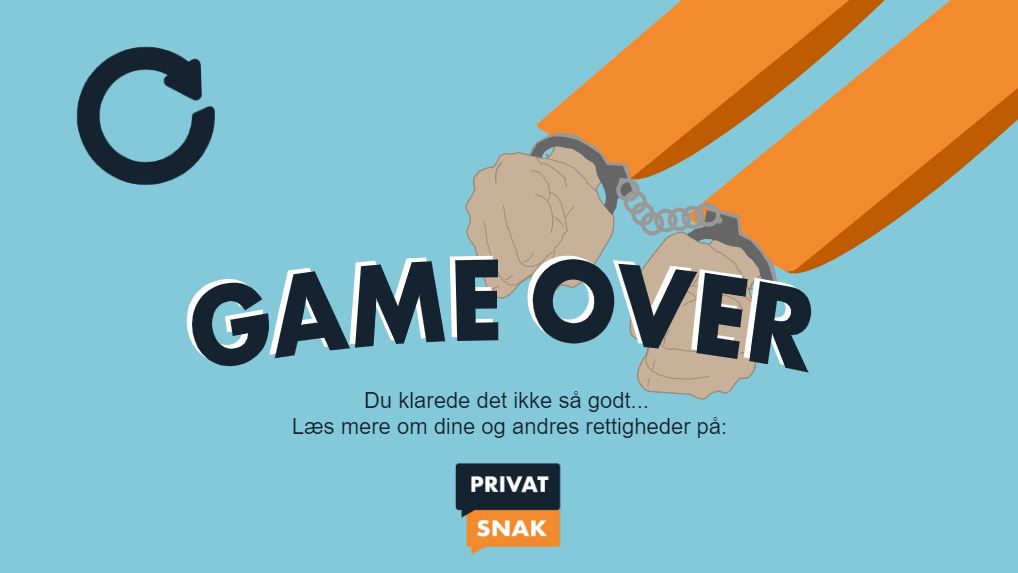 GAME OVER
Du klarede det ikke så godt...
Læs mere om dine og andres rettigheder på:
PRIVAT
SNAK